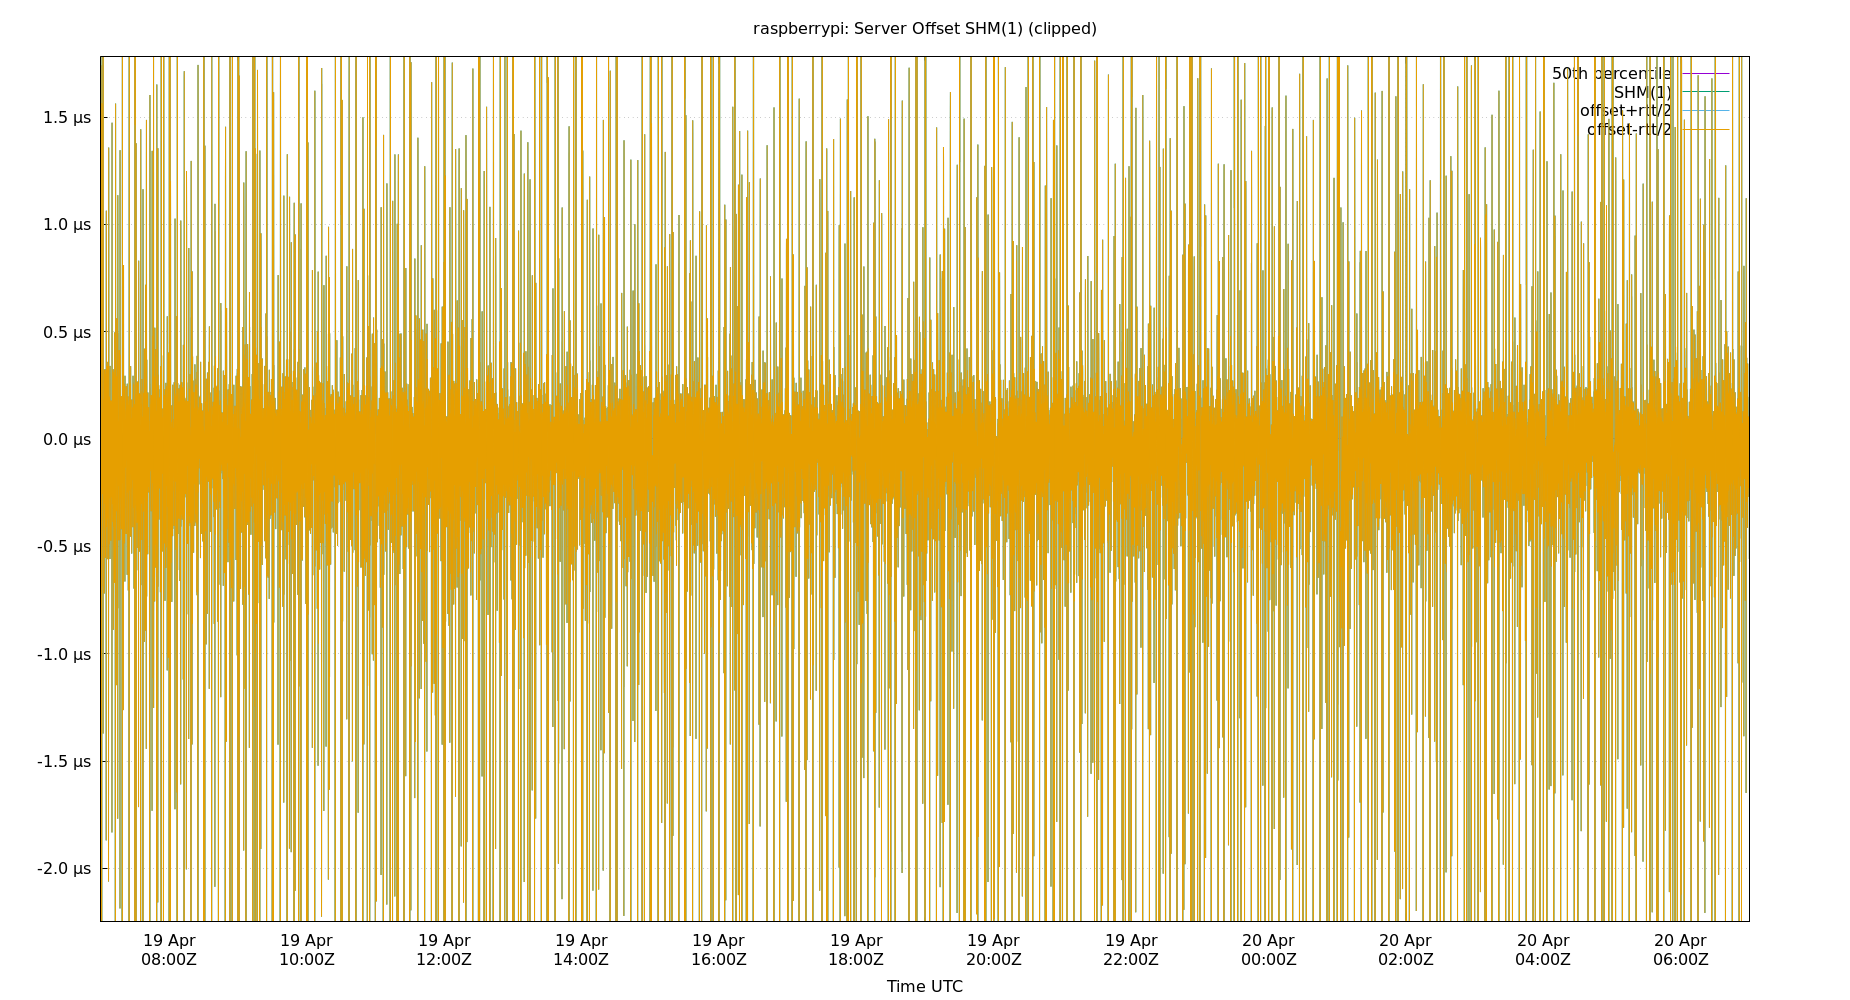 raspberrypi: Server Offset SHM(1) (clipped)
50th percentile
SHM(1)
offset+rtt/2
offset-rtt/2
1.5 µs
1.0 µs
0.5 µs
0.0 µs
-0.5 µs
-1.0 µs
-1.5 µs
-2.0 µs
19 Apr 19 Apr 19 Apr 19 Apr 19 Apr 19 Apr 19 Apr 19 Apr 20 Apr 20 Apr 20 Apr 20 Apr
08:00Z 10:00Z 12:00Z 14:00Z 16:00Z 18:00Z 20:00Z 22:00Z 00:00Z 02:00Z 04:00Z 06:00Z
Time UTC